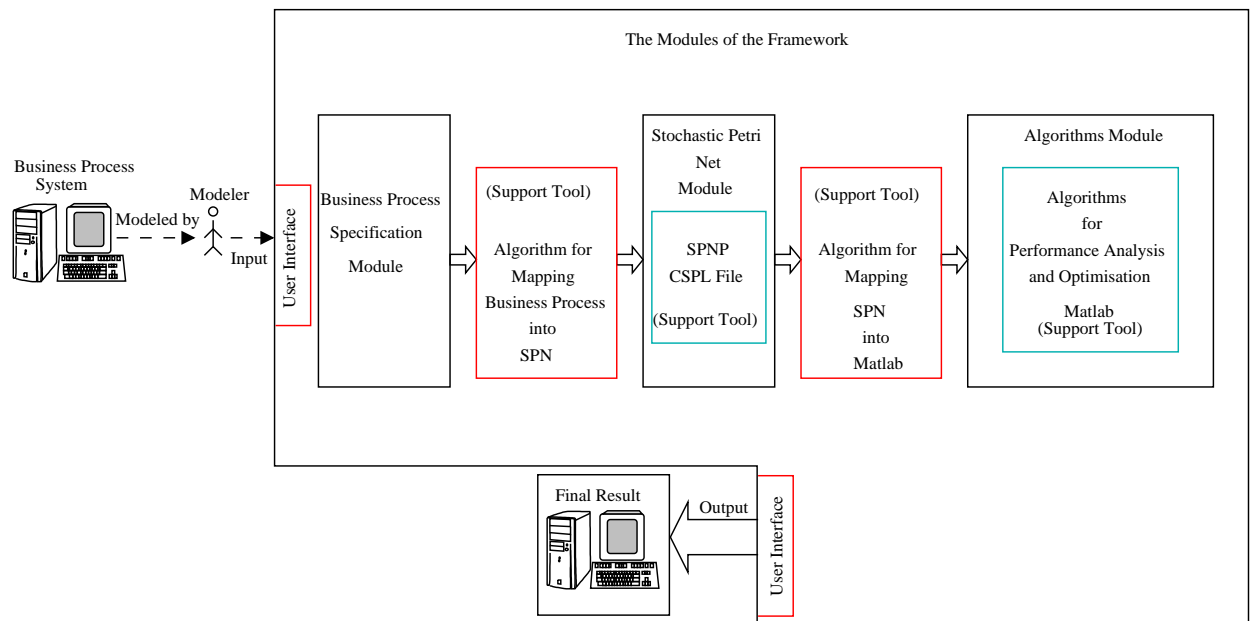 The Modules of the Framework
Business Process
System
Modeled by
Modeler
Input
User Interface
Business Process
Specification
Module
(Support Tool)
Algorithm for
Mapping
Business Process
into
SPN
Stochastic Petri
Net
Module
SPNP
CSPL File
(Support Tool)
(Support Tool)
Algorithm for
Mapping
SPN
into
Matlab
Algorithms Module
Algorithms
for
Performance Analysis
and Optimisation
Matlab
(Support Tool)
Final Result
Output
User Interface